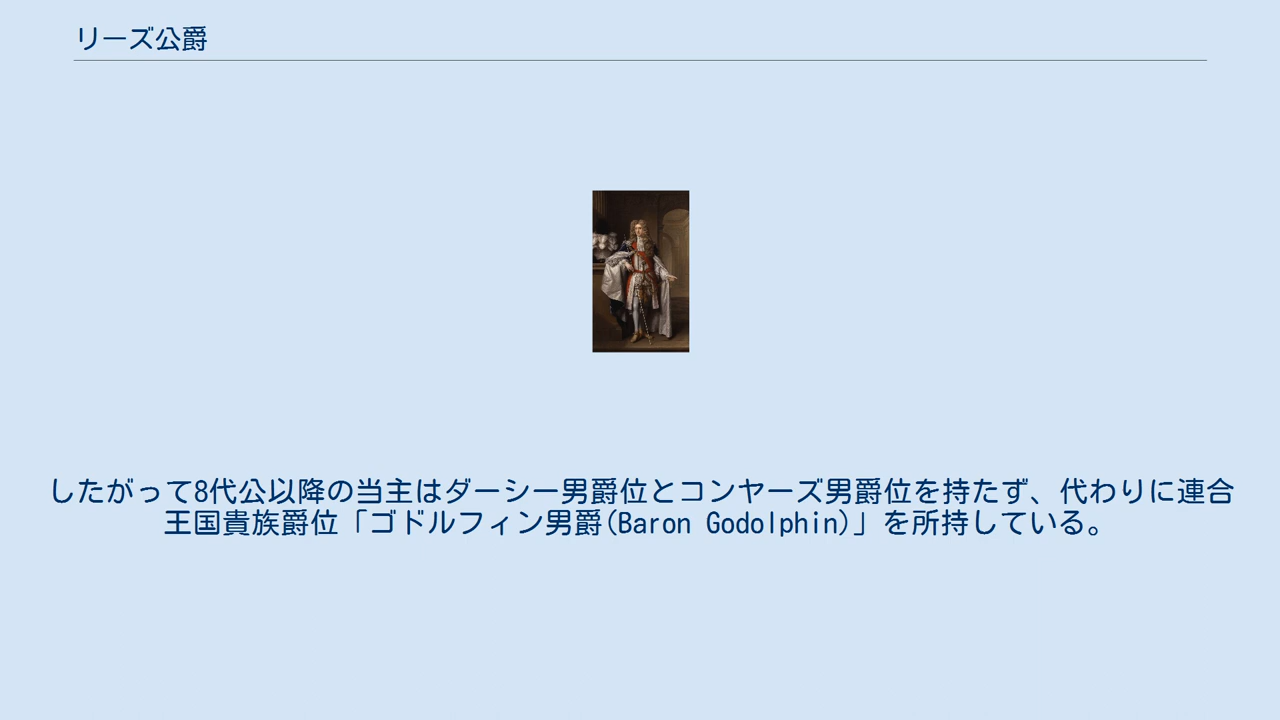 リーズ公爵
したがって8代公以降の当主はダーシー男爵位とコンヤーズ男爵位を持たず、代わりに連合
王国貴族爵位「ゴドルフィン男爵(Baron Godolphin)」を所持している。